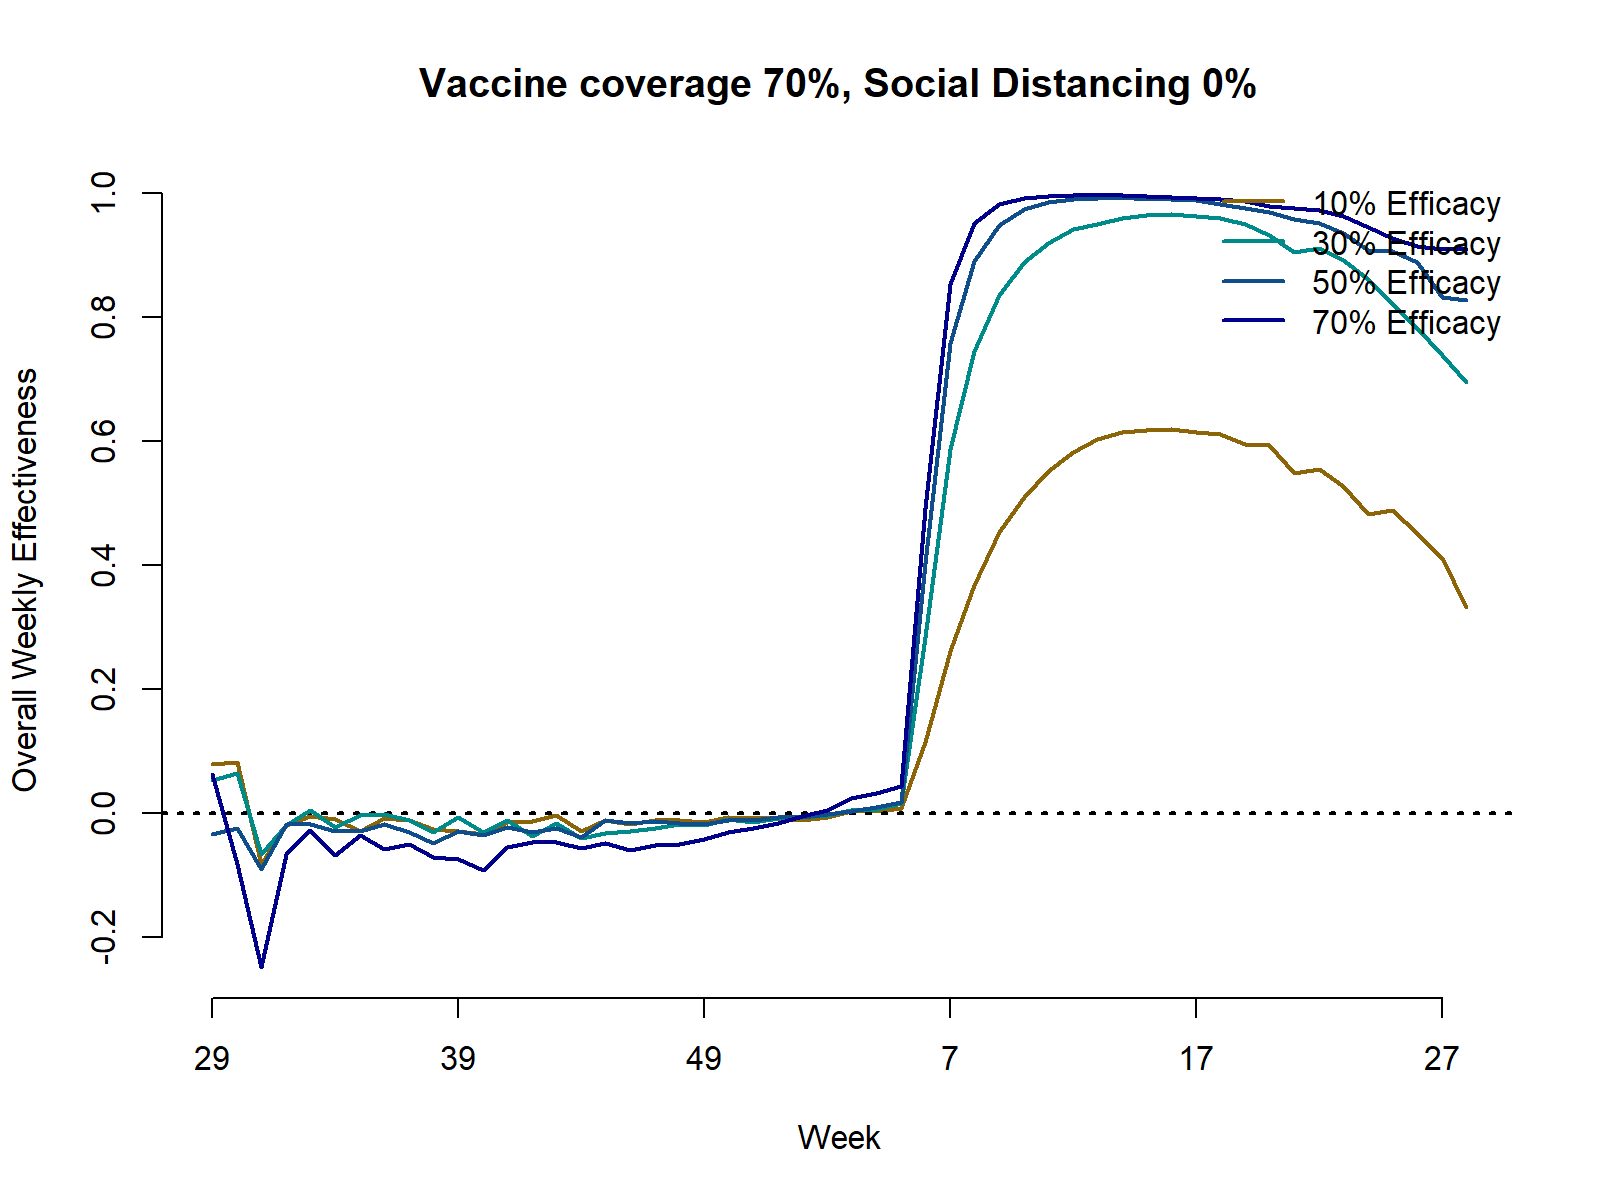 Vaccine coverage 70%, Social Distancing 0%
Overall Weekly Effectiveness
1.0
0.8
0.6
0.4
0.2
0.0
-0.2
10% Efficacy
30% Efficacy
50% Efficacy
70% Efficacy
29 39 49 7 17 27
Week